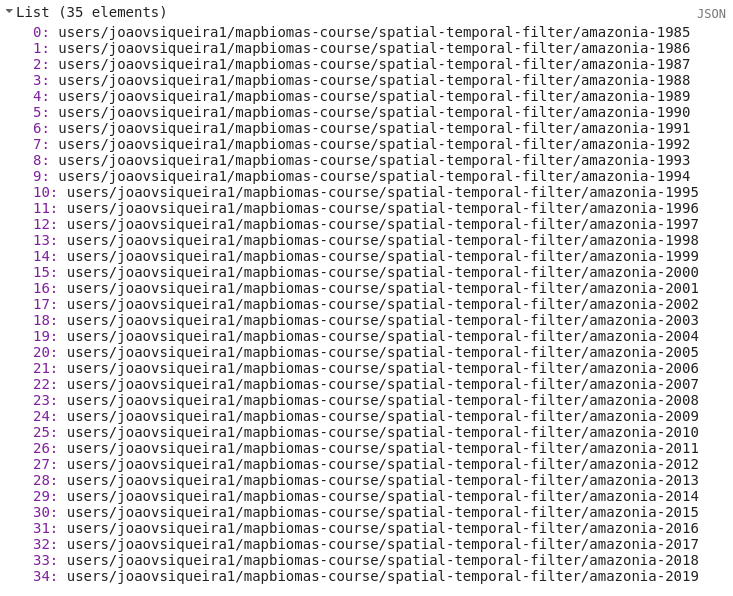 List (35 elements) JSON
0: users/joaovsiqueira1/mapbiomas-course/spatial-temporal-filter/amazonia-1985
1: users/joaovsiqueira1/mapbiomas-course/spatial-temporal-filter/amazonia-1986
2: users/joaovsiqueira1/mapbiomas-course/spatial-temporal-filter/amazonia-1987
3: users/joaovsiqueira1/mapbiomas-course/spatial-temporal-filter/amazonia-1988
4: users/joaovsiqueira1/mapbiomas-course/spatial-temporal-filter/amazonia-1989
5: users/joaovsiqueira1/mapbiomas-course/spatial-temporal-filter/amazonia-1990
6: users/joaovsiqueira1/mapbiomas-course/spatial-temporal-filter/amazonia-1991
7: users/joaovsiqueira1/mapbiomas-course/spatial-temporal-filter/amazonia-1992
8: users/joaovsiqueira1/mapbiomas-course/spatial-temporal-filter/amazonia-1993
9: users/joaovsiqueira1/mapbiomas-course/spatial-temporal-filter/amazonia-1994
10: users/joaovsiqueira1/mapbiomas-course/spatial-temporal-filter/amazonia-1995
11: users/joaovsiqueira1/mapbiomas-course/spatial-temporal-filter/amazonia-1996
12: users/joaovsiqueira1/mapbiomas-course/spatial-temporal-filter/amazonia-1997
13: users/joaovsiqueira1/mapbiomas-course/spatial-temporal-filter/amazonia-1998
14: users/joaovsiqueira1/mapbiomas-course/spatial-temporal-filter/amazonia-1999
15: users/joaovsiqueira1/mapbiomas-course/spatial-temporal-filter/amazonia-2000
16: users/joaovsiqueira1/mapbiomas-course/spatial-temporal-filter/amazonia-2001
17: users/joaovsiqueira1/mapbiomas-course/spatial-temporal-filter/amazonia-2002
18: users/joaovsiqueira1/mapbiomas-course/spatial-temporal-filter/amazonia-2003
19: users/joaovsiqueira1/mapbiomas-course/spatial-temporal-filter/amazonia-2004
20: users/joaovsiqueira1/mapbiomas-course/spatial-temporal-filter/amazonia-2005
21: users/joaovsiqueira1/mapbiomas-course/spatial-temporal-filter/amazonia-2006
22: users/joaovsiqueira1/mapbiomas-course/spatial-temporal-filter/amazonia-2007
23: users/joaovsiqueira1/mapbiomas-course/spatial-temporal-filter/amazonia-2008
24: users/joaovsiqueira1/mapbiomas-course/spatial-temporal-filter/amazonia-2009
25: users/joaovsiqueira1/mapbiomas-course/spatial-temporal-filter/amazonia-2010
26: users/joaovsiqueira1/mapbiomas-course/spatial-temporal-filter/amazonia-2011
27: users/joaovsiqueira1/mapbiomas-course/spatial-temporal-filter/amazonia-2012
28: users/joaovsiqueira1/mapbiomas-course/spatial-temporal-filter/amazonia-2013
29: users/joaovsiqueira1/mapbiomas-course/spatial-temporal-filter/amazonia-2014
30: users/joaovsiqueira1/mapbiomas-course/spatial-temporal-filter/amazonia-2015
31: users/joaovsiqueira1/mapbiomas-course/spatial-temporal-filter/amazonia-2016
32: users/joaovsiqueira1/mapbiomas-course/spatial-temporal-filter/amazonia-2017
33: users/joaovsiqueira1/mapbiomas-course/spatial-temporal-filter/amazonia-2018
34: users/joaovsiqueira1/mapbiomas-course/spatial-temporal-filter/amazonia-2019